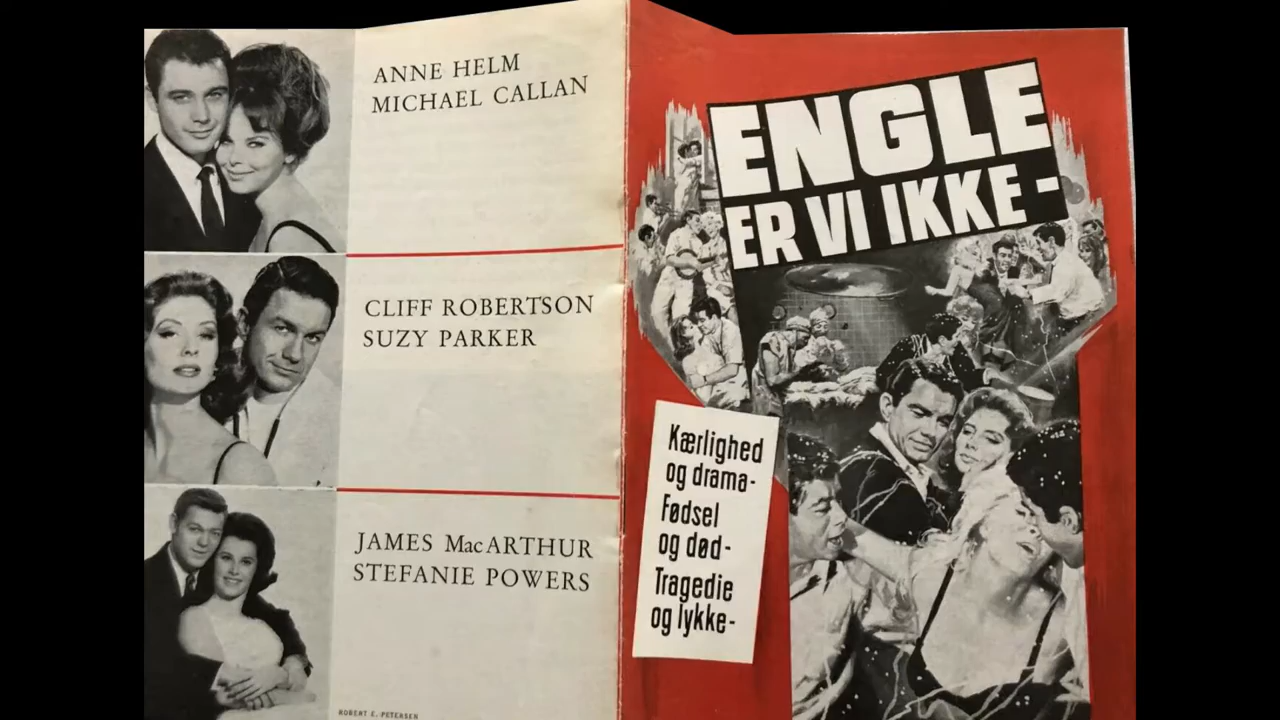 ANNE HELM
MICHAEL CALLAN
CLIFF ROBERTSON
SUZY PARKER
JAMES MacARTHUR
STEFANIE POWERS
ROBERT E. PETERSEN
ENGLE
ER VI IKKE -
Kærlighed
og drama-
Fødsel
og død-
Tragedie
og lykke-